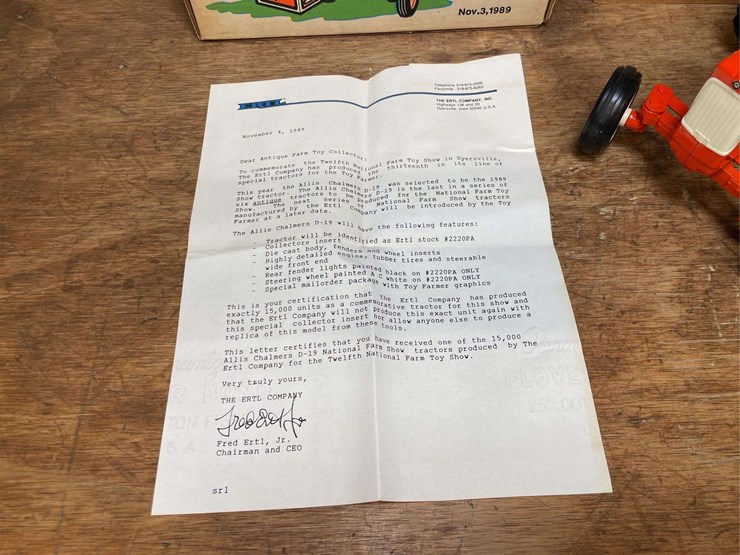 Nov.3,1989
THE ERTL COMPANY, INC.
Highways 136 and 20
Dyersville, Iowa 52040 U.S.A.
November 4, 1989
Dear Antique Farm Toy Collector:
To commemorate the Twelfth National Farm Toy Show in Dyersville,
The Ertl Company has produced the thirteenth in its line of
special tractors for the Toy Farmer.
This year the Allis Chalmers D-19 was selected to be the 1989
Show tractor. The Allis Chalmers D-19 is the last in a series of
six antique tractors to be produced for the National Farm Toy
Show. The next series of National Farm Show tractors
manufactured by the Ertl Company will be introduced by the Toy
Farmer at a later date.
The Allis Chalmers D-19 will have the following features:
- Tractor will be identified as Ertl stock #2220PA
- Collectors insert
- Die cast body, fenders and wheel inserts
- Highly detailed engine, rubber tires and steerable
wide front end
- Rear fender lights painted black on #2220PA ONLY
- Steering wheel painted A C white on #2220PA ONLY
- Special mailorder package with Toy Farmer graphics
This is your certification that the Ertl Company has produced
exactly 15,000 units as a commemorative tractor for this show and
that the Ertl Company will not produce this exact unit again with
this special collector insert nor allow anyone else to produce a
replica of this model from these tools.
This letter certifies that you have received one of the 15,000
Allis Chalmers D-19 National Farm Show tractors produced by The
Ertl Company for the Twelfth National Farm Toy Show.
Very truly yours,
THE ERTL COMPANY
Fred Ertl, Jr.
Chairman and CEO
srl